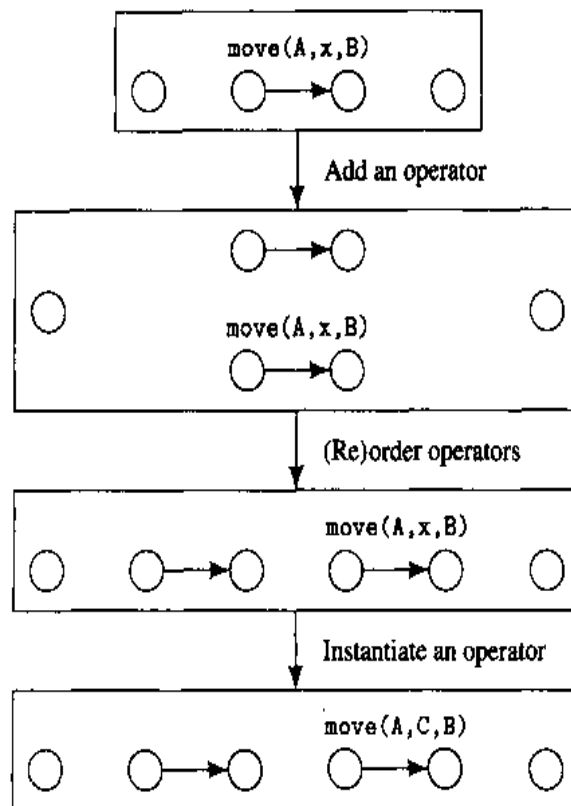 move(A,x,B)
Add an operator
move(A,x,B)
(Re)order operators
move(A,x,B)
Instantiate an operator
move(A,C,B)